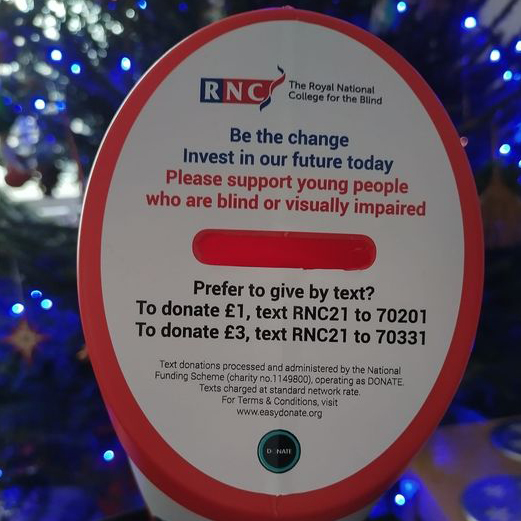 RNC The Royal National
College for the Blind
Be the change
Invest in our future today
Please support young people
who are blind or visually impaired
Prefer to give by text?
To donate £1, text RNC21 to 70201
To donate £3, text RNC21 to 70331
Text donations processed and administered by the National
Funding Scheme (charity no.1149800), operating as DONATE.
Texts charged at standard network rate.
For Terms & Conditions, visit
www.easydonate.org
DONATE